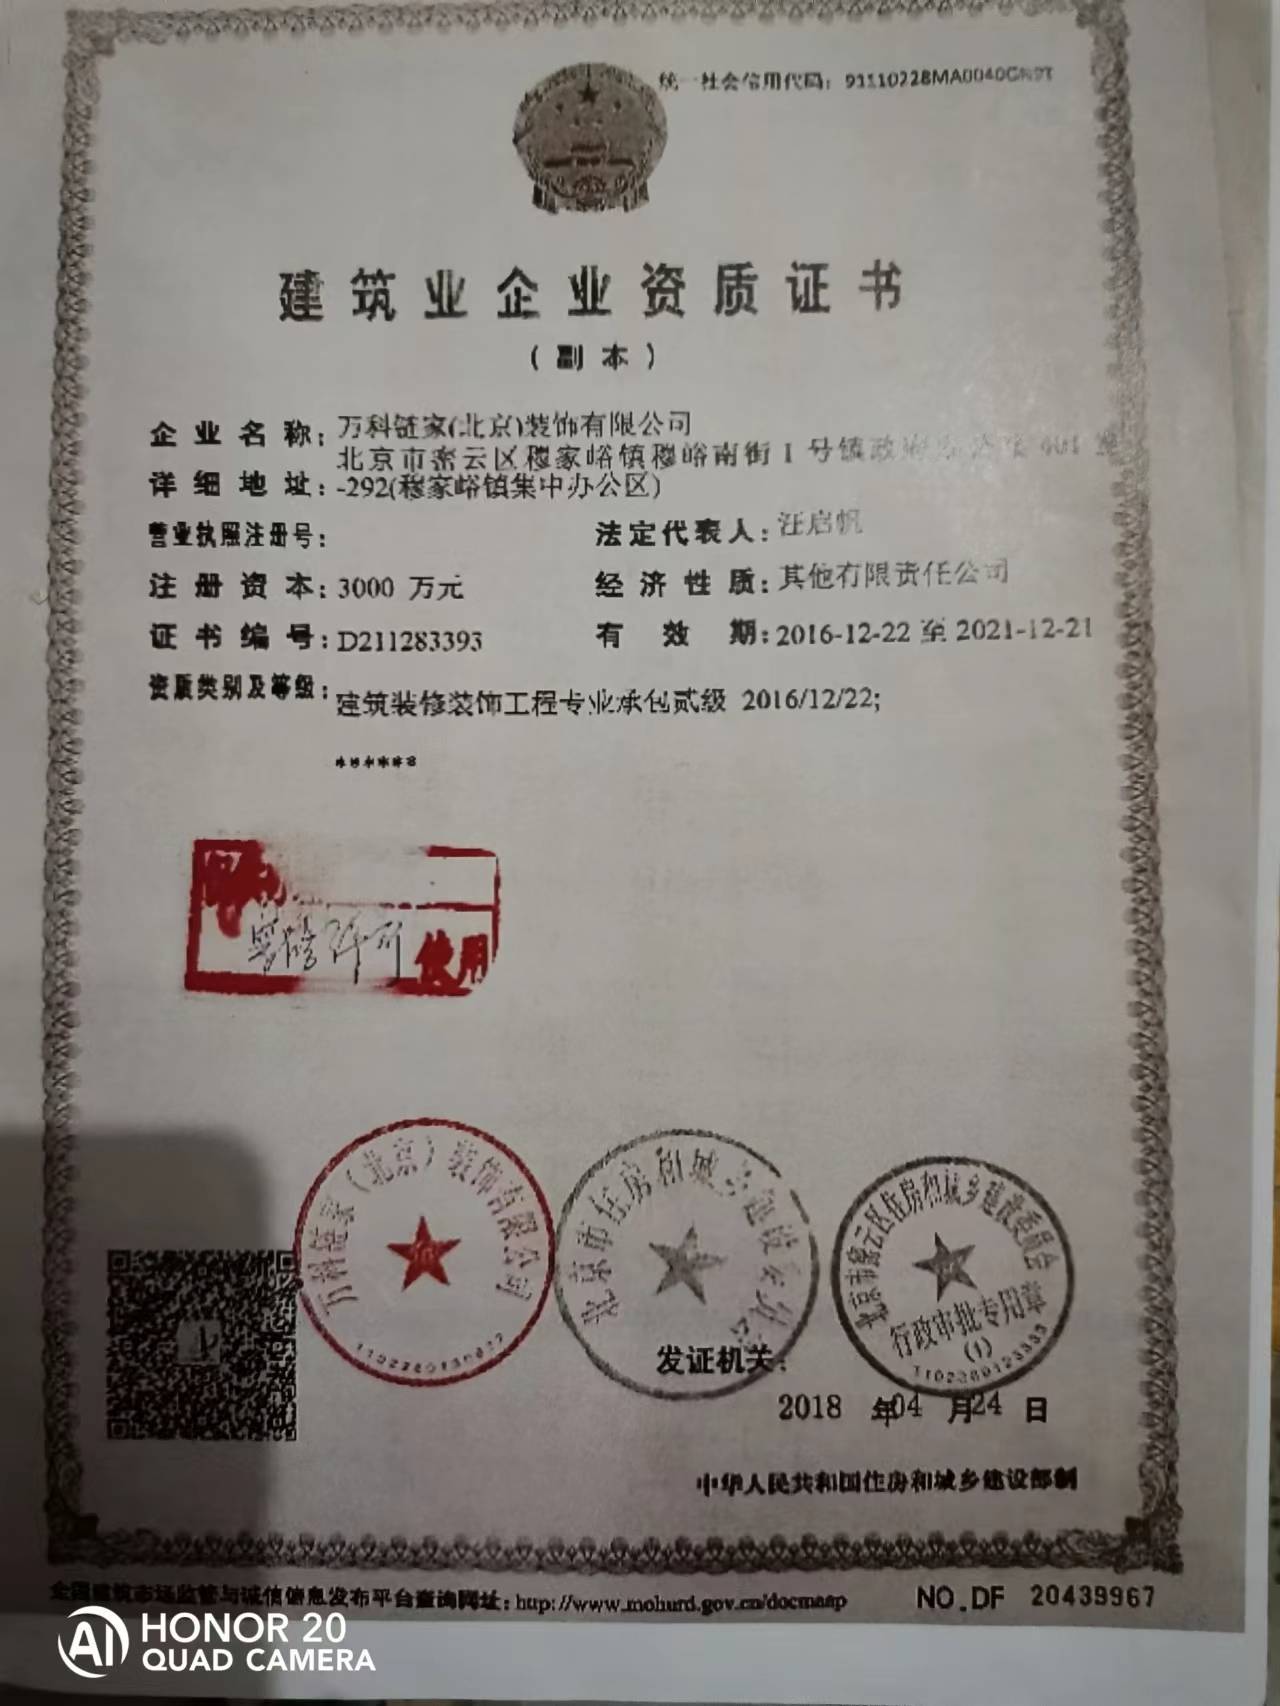 统一社会信用代码：91110228MA0040
建筑业企业资质证书
（副本）
企业名称：万科链家(北京)装饰有限公司
北京市密云区穆家峪镇穆峪南街1号镇政府
详细地址：-292(穆家峪镇集中办公区)
营业执照注册号： 法定代表人：汪启帆
注册资本：3000 万元 经济性质：其他有限责任公司
证书编号：D211283393 有效期：2016-12-22 至 2021-12-21
资质类别及等级：
建筑装修装饰工程专业承包贰级 2016/12/22;
许可 使用
万科链家（北京）装饰有限公司
北京市住房和城乡建设委员会
北京市密云区住房和城乡建设委员会
行政审批专用章
(1)
发证机关：
2018 年04 月24 日
中华人民共和国住房和城乡建设部制
全国建筑市场监管与诚信信息发布平台查询网址：http://www.mohurd.gov.cn/docmaap
NO.DF 20439967
AI HONOR 20
QUAD CAMERA